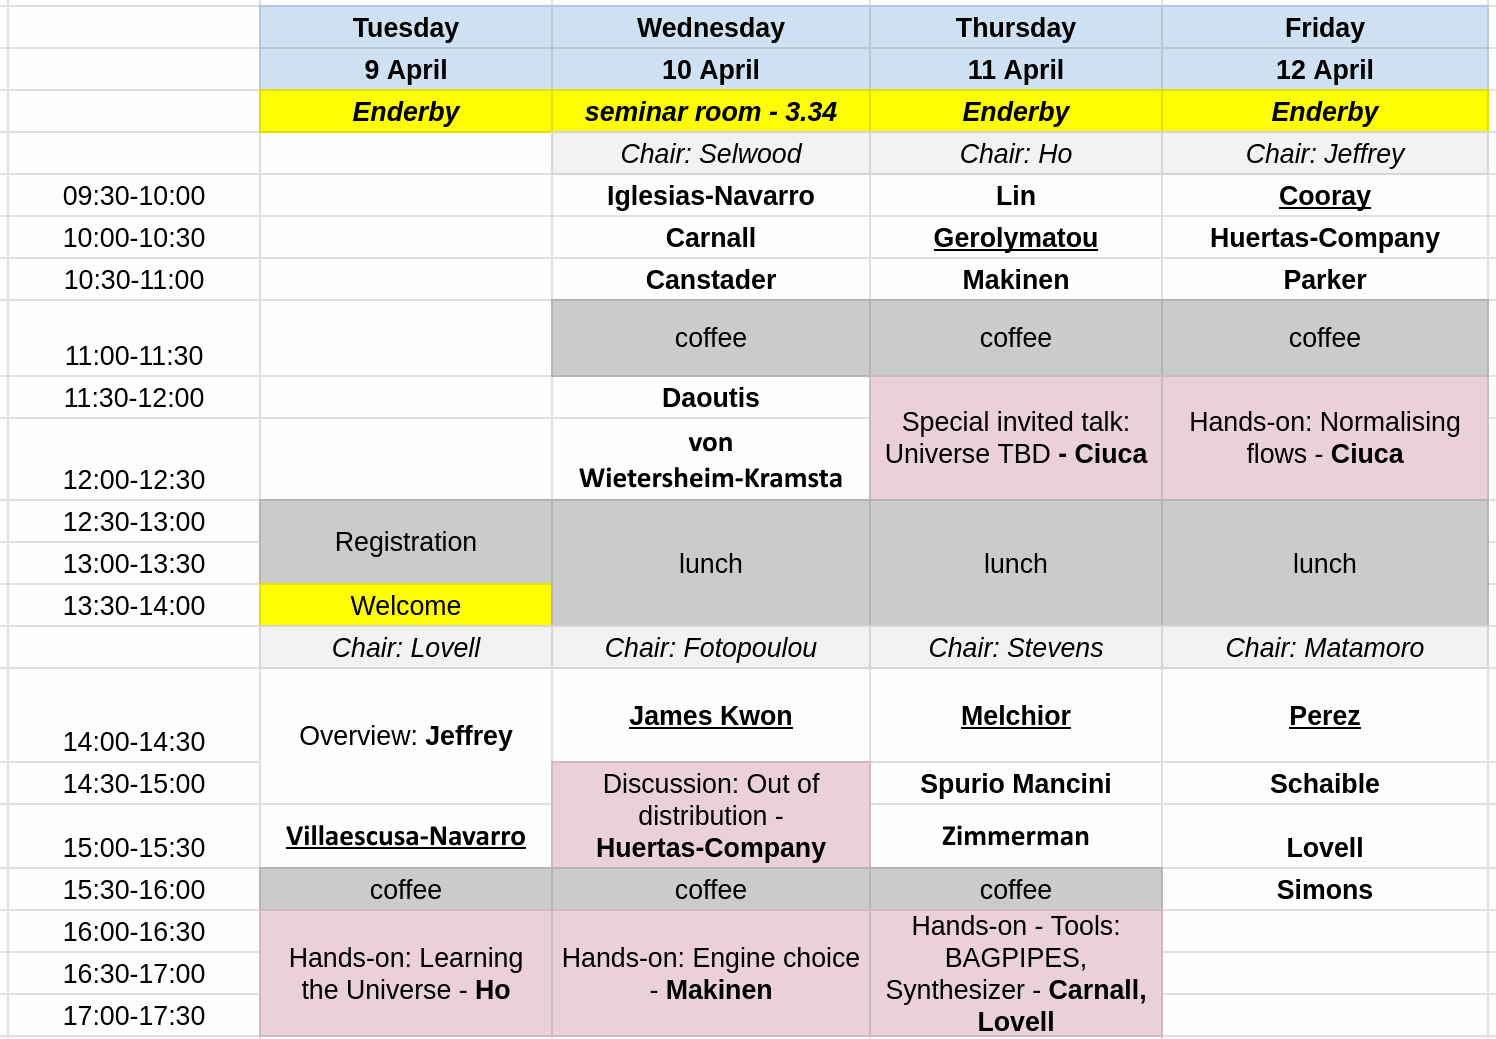 Tuesday Wednesday Thursday Friday
9 April 10 April 11 April 12 April
Enderby seminar room - 3.34 Enderby Enderby
Chair: Selwood Chair: Ho Chair: Jeffrey
09:30-10:00 Iglesias-Navarro Lin Cooray
10:00-10:30 Carnall Gerolymatou Huertas-Company
10:30-11:00 Canstader Makinen Parker
11:00-11:30 coffee coffee coffee
11:30-12:00 Daoutis
Special invited talk:
Universe TBD - Ciuca
Hands-on: Normalising
flows - Ciuca
12:00-12:30
von
Wietersheim-Kramsta
12:30-13:00
Registration
lunch lunch lunch
13:00-13:30
13:30-14:00 Welcome
Chair: Lovell Chair: Fotopoulou Chair: Stevens Chair: Matamoro
14:00-14:30 Overview: Jeffrey James Kwon Melchior Perez
14:30-15:00
Discussion: Out of
distribution -
Huertas-Company
Spurio Mancini Schaible
15:00-15:30 Villaescusa-Navarro Zimmerman Lovell
15:30-16:00 coffee coffee coffee Simons
16:00-16:30
Hands-on: Learning
the Universe - Ho
Hands-on: Engine choice
- Makinen
Hands-on - Tools:
BAGPIPES,
Synthesizer - Carnall,
Lovell
16:30-17:00
17:00-17:30